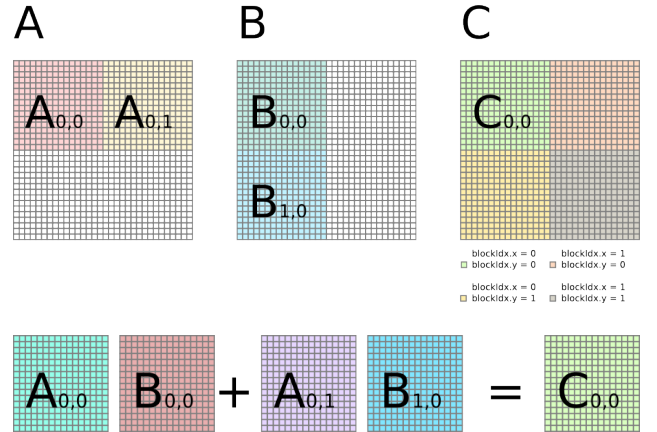 A B C
A0,0 A0,1 B0,0 C0,0
B1,0
blockIdx.x = 0 blockIdx.x = 1
blockIdx.y = 0 blockIdx.y = 0
blockIdx.x = 0 blockIdx.x = 1
blockIdx.y = 1 blockIdx.y = 1
A0,0 B0,0 + A0,1 B1,0 = C0,0